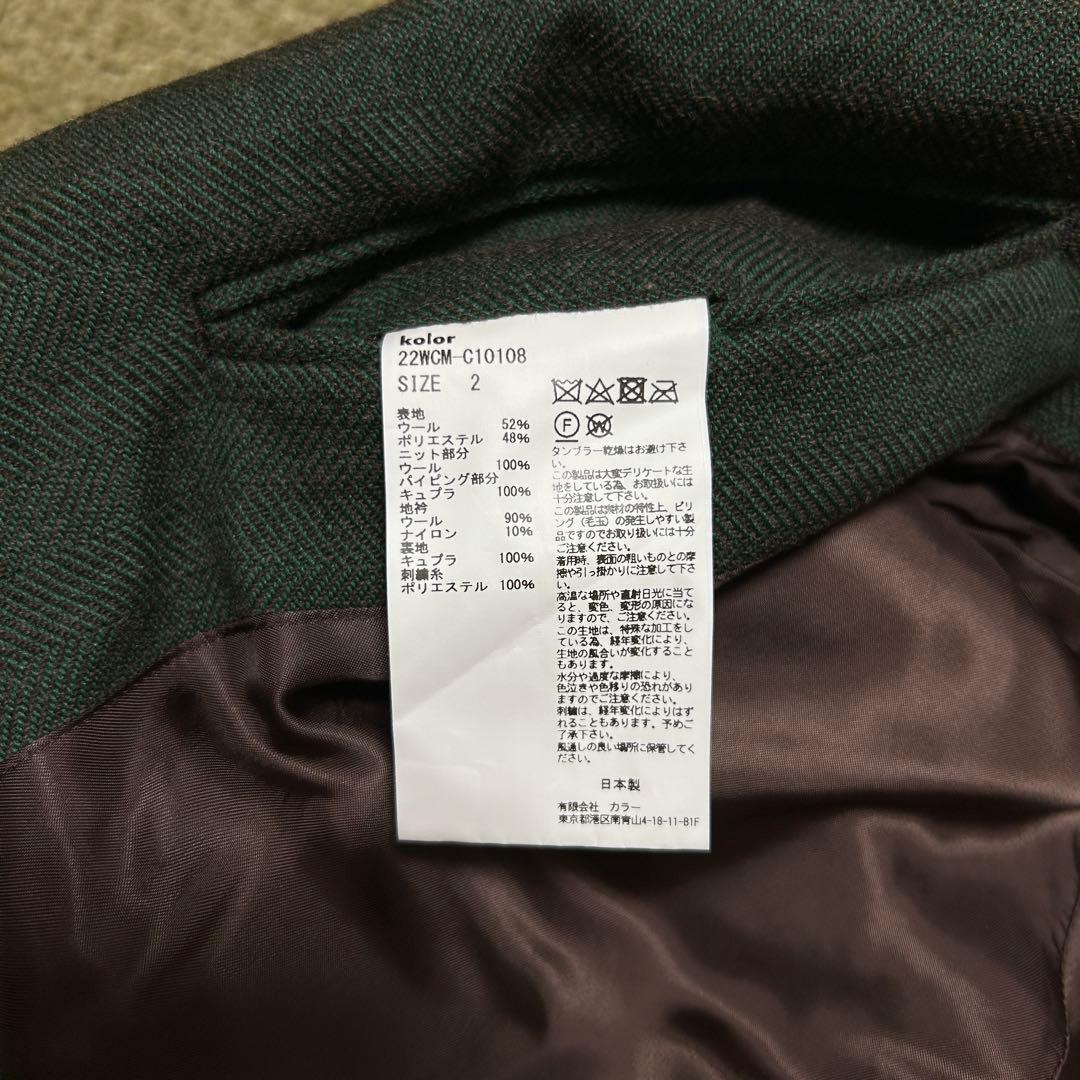 kolor
22WCM-C10108
SIZE 2
表地
ウール 52%
ポリエステル 48%
ニット部分
ウール 100%
パイピング部分
キュプラ 100%
地衿
ウール 90%
ナイロン 10%
裏地
キュプラ 100%
刺繍糸
ポリエステル 100%
F
W
タンブラー乾燥はお避け下さ
い。
この製品は大変デリケートな生
地をしている為、お取扱いには
十分注意して下さい。
この製品は素材の特性上、ピリ
ング（毛玉）の発生しやすい製
品ですのでお取り扱いには十分
ご注意ください。
着用時、表面の粗いものとの摩
擦や引っ掛かりに注意して下さ
い。
高温な場所や直射日光に当て
ると、変色、変形の原因にな
りますので、ご注意ください。
この生地は、特殊な加工をし
ている為、経年変化により、
生地の風合いが変化すること
もあります。
水分や過度な摩擦により、
色泣きや色移りの恐れがあり
ますのでご注意ください。
刺繍は、経年変化によりはず
れることもあります。予めご
了承下さい。
風通しの良い場所に保管してく
ださい。
日本製
有限会社 カラー
東京都港区南青山4-18-11-B1F